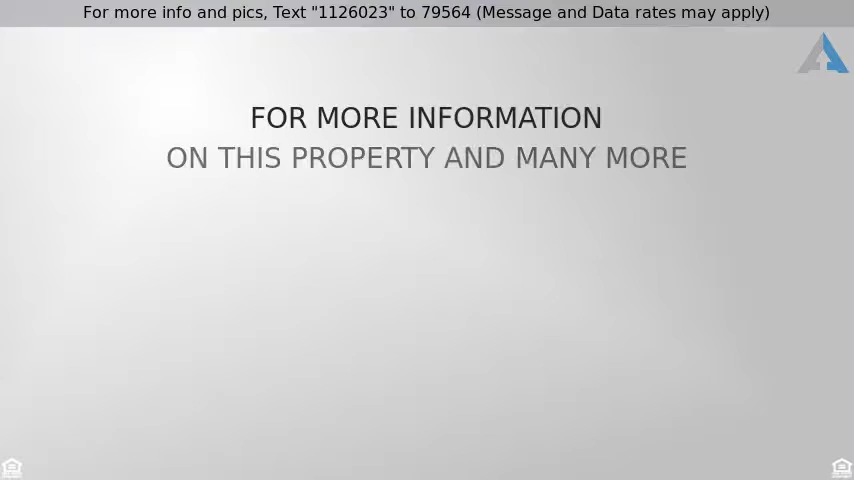 For more info and pics, Text "1126023" to 79564 (Message and Data rates may apply)
FOR MORE INFORMATION
ON THIS PROPERTY AND MANY MORE